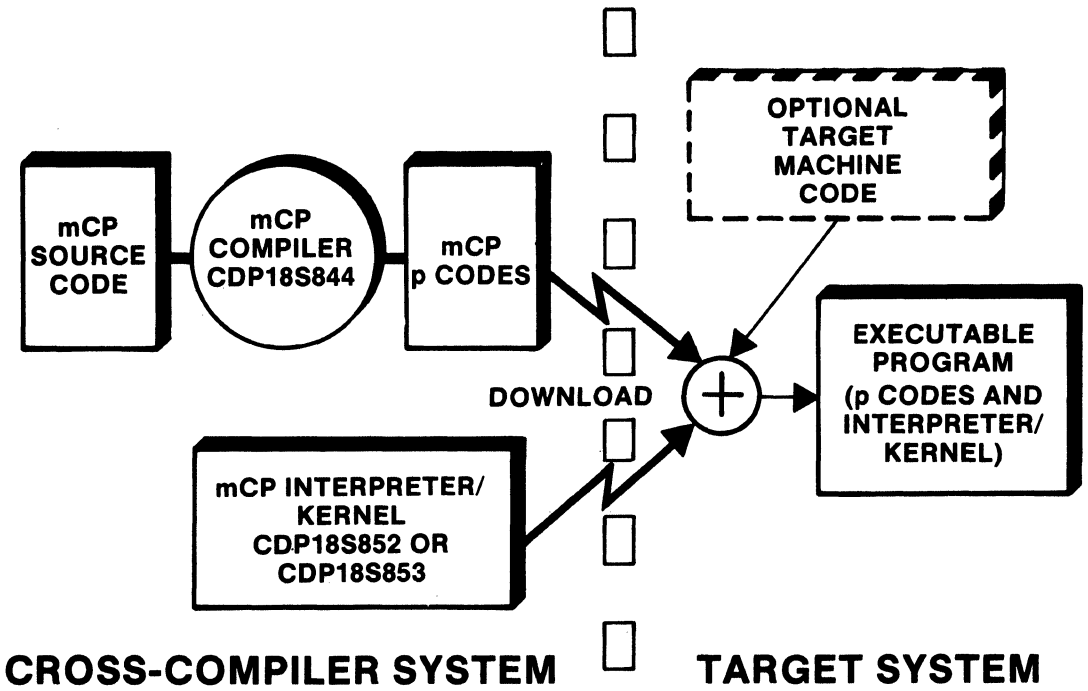 OPTIONAL
TARGET
MACHINE
CODE
mCP
SOURCE
CODE
mCP
COMPILER
CDP18S844
mCP
p CODES
EXECUTABLE
PROGRAM
(p CODES AND
INTERPRETER/
KERNEL)
DOWNLOAD
+
mCP INTERPRETER/
KERNEL
CDP18S852 OR
CDP18S853
CROSS-COMPILER SYSTEM
TARGET SYSTEM